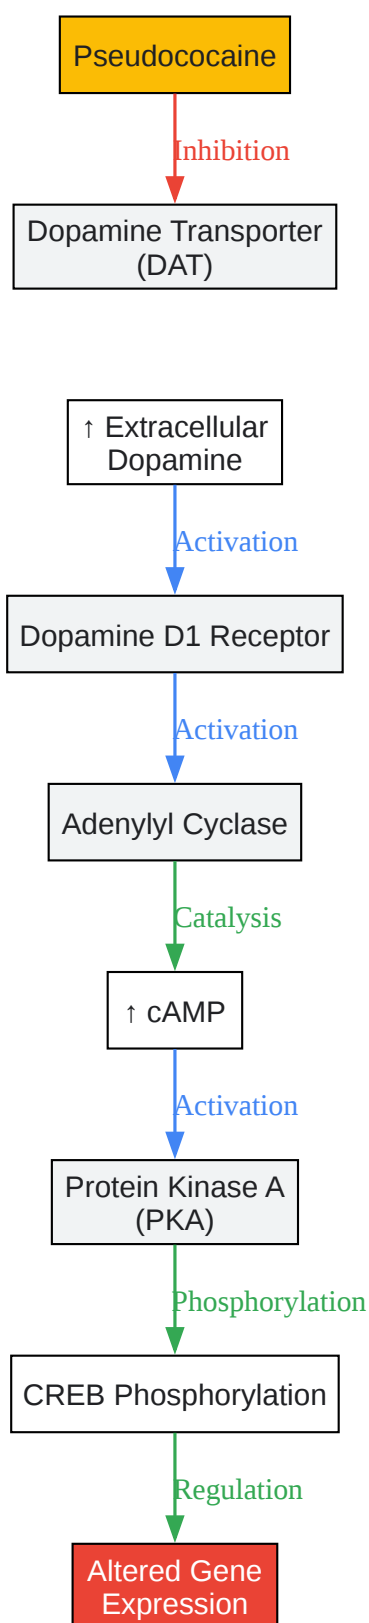 Pseudococaine
Inhibition
Dopamine Transporter
(DAT)
↑ Extracellular
Dopamine
Activation
Dopamine D1 Receptor
Activation
Adenylyl Cyclase
Catalysis
↑ cAMP
Activation
Protein Kinase A
(PKA)
Phosphorylation
CREB Phosphorylation
Regulation
Altered Gene
Expression